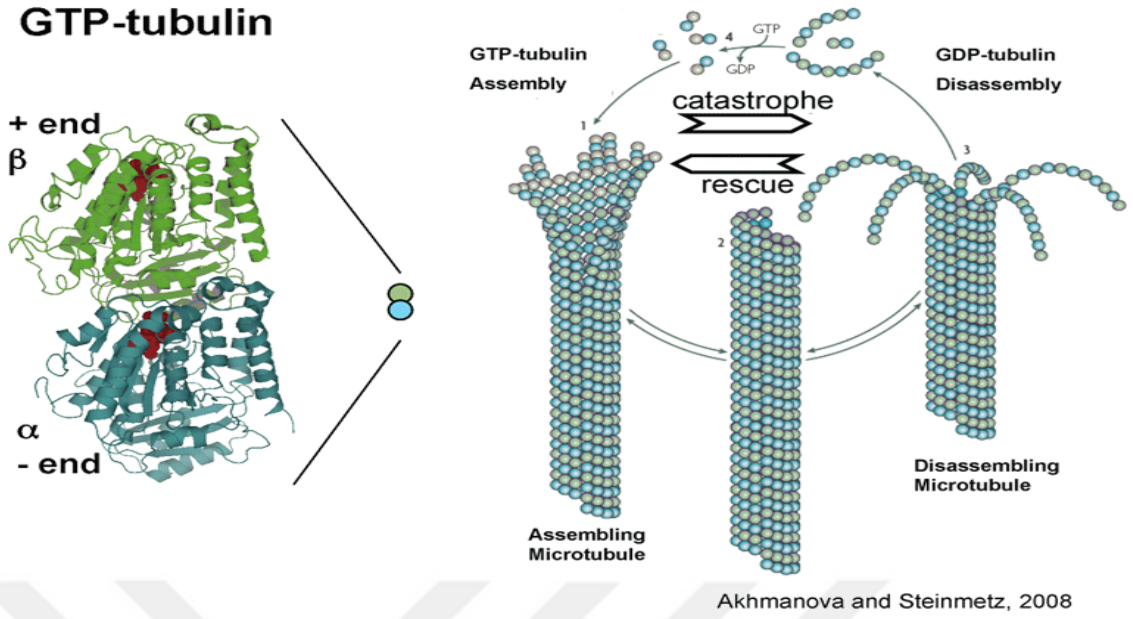 GTP-tubulin
+ end
β
α
- end
GTP-tubulin
Assembly
4
GTP
GDP
GDP-tubulin
Disassembly
catastrophe
rescue
1
2
3
Assembling
Microtubule
Disassembling
Microtubule
Akhmanova and Steinmetz, 2008